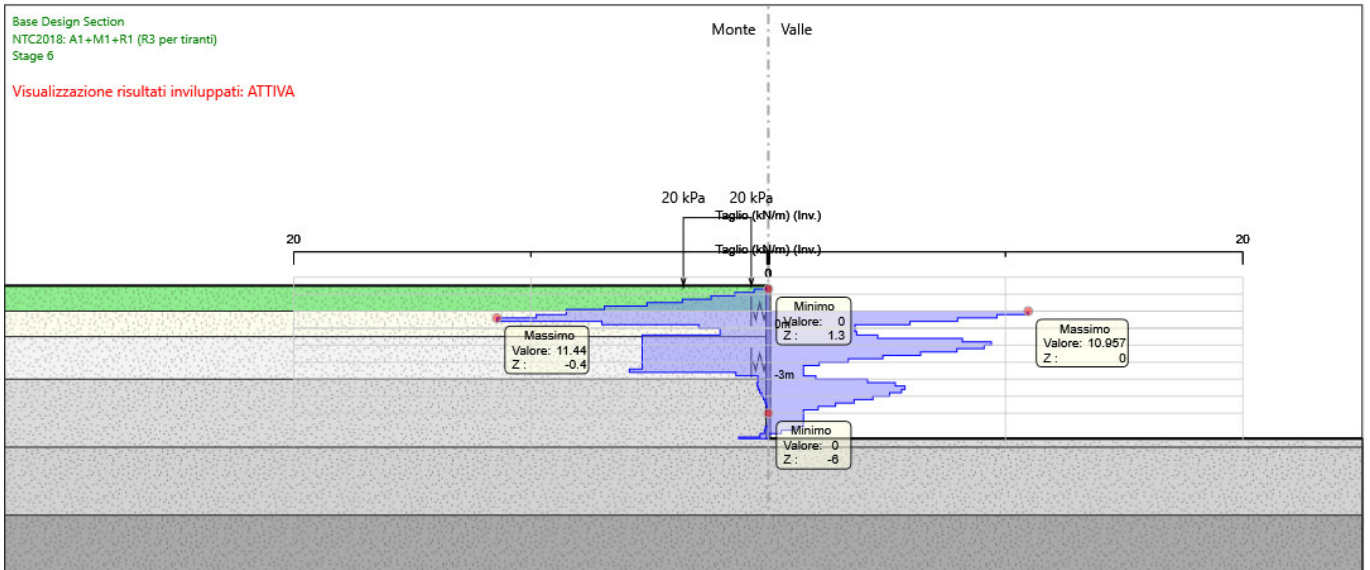 Base Design Section
NTC2018: A1+M1+R1 (R3 per tiranti)
Stage 6
Visualizzazione risultati inviluppati: ATTIVA
Monte
Valle
20 kPa
20 kPa
Taglio (kN/m) (Inv.)
20
Taglio (kN/m) (Inv.)
20
0
Minimo
Valore: 0
Z : 1.3
0m
Massimo
Valore: 11.44
Z : -0.4
Massimo
Valore: 10.957
Z : 0
-3m
Minimo
Valore: 0
Z : -6